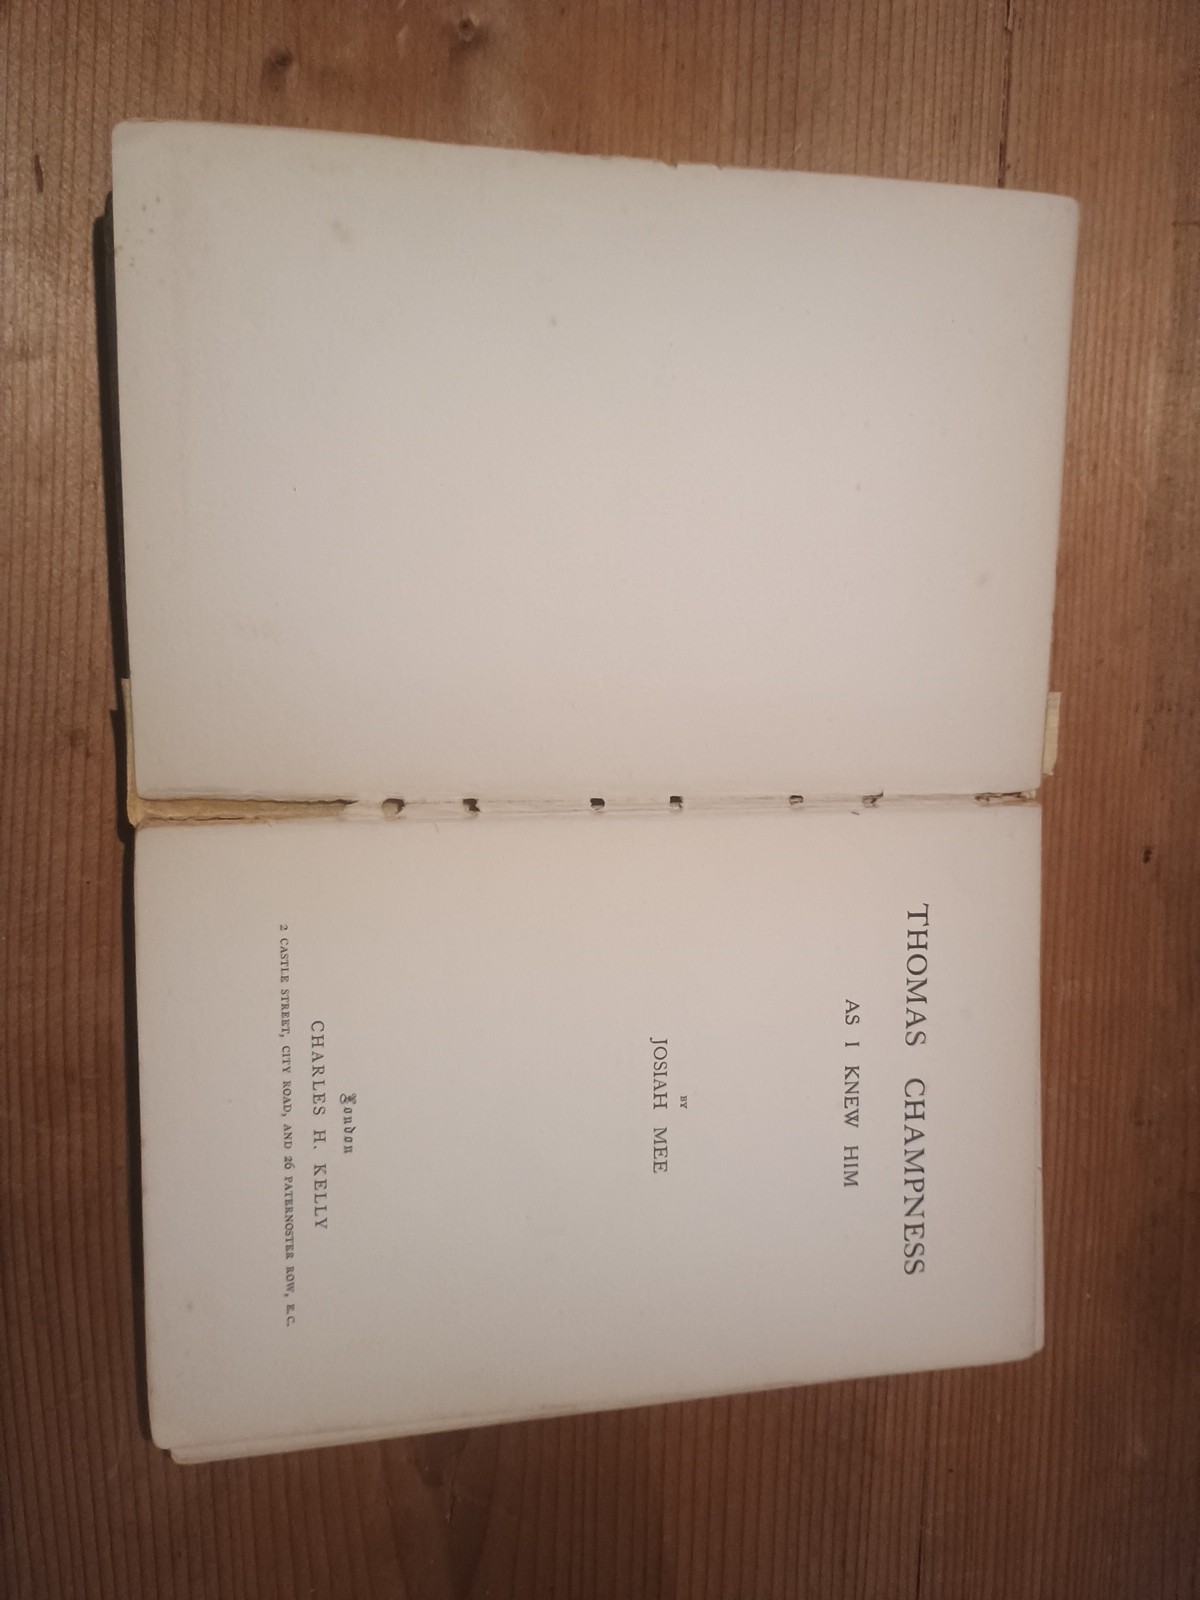 THOMAS CHAMPNESS
AS I KNEW HIM
BY
JOSIAH MEE
London
CHARLES H. KELLY
2 CASTLE STREET, CITY ROAD, AND 26 PATERNOSTER ROW, E.C.